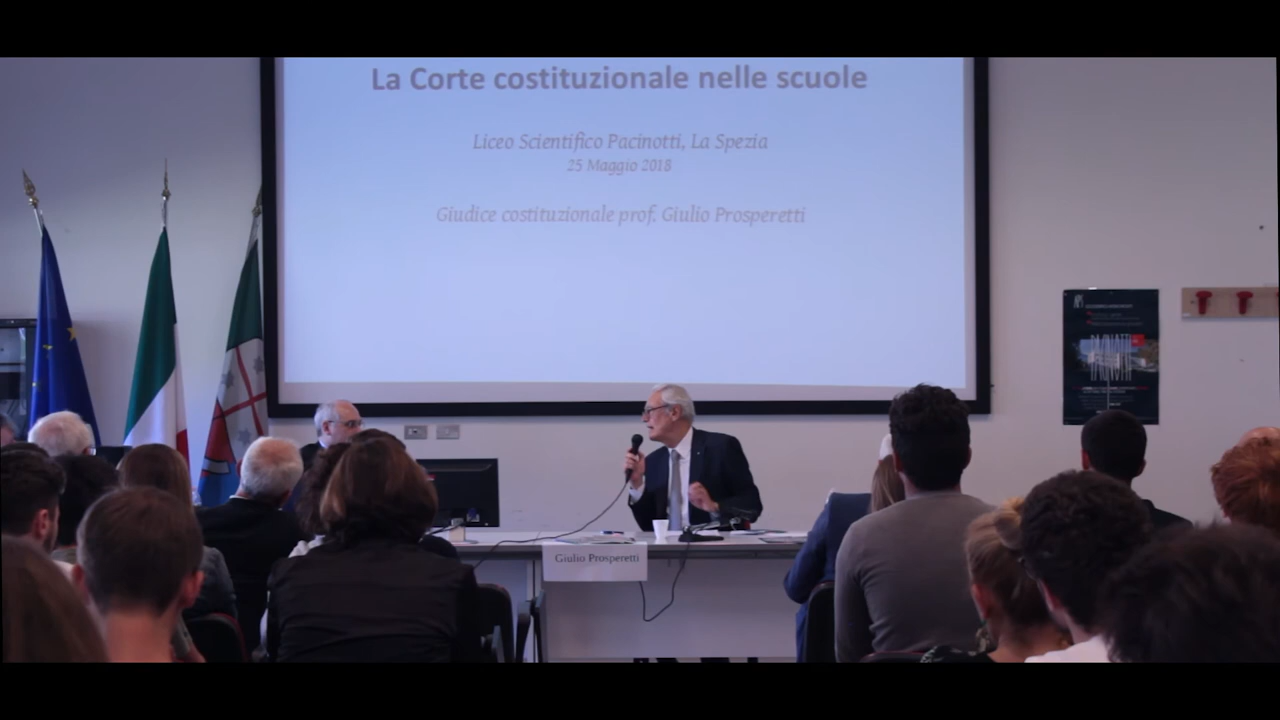 La Corte costituzionale nelle scuole
Liceo Scientifico Pacinotti, La Spezia
25 Maggio 2018
Giudice costituzionale prof. Giulio Prosperetti
Giulio Prosperetti